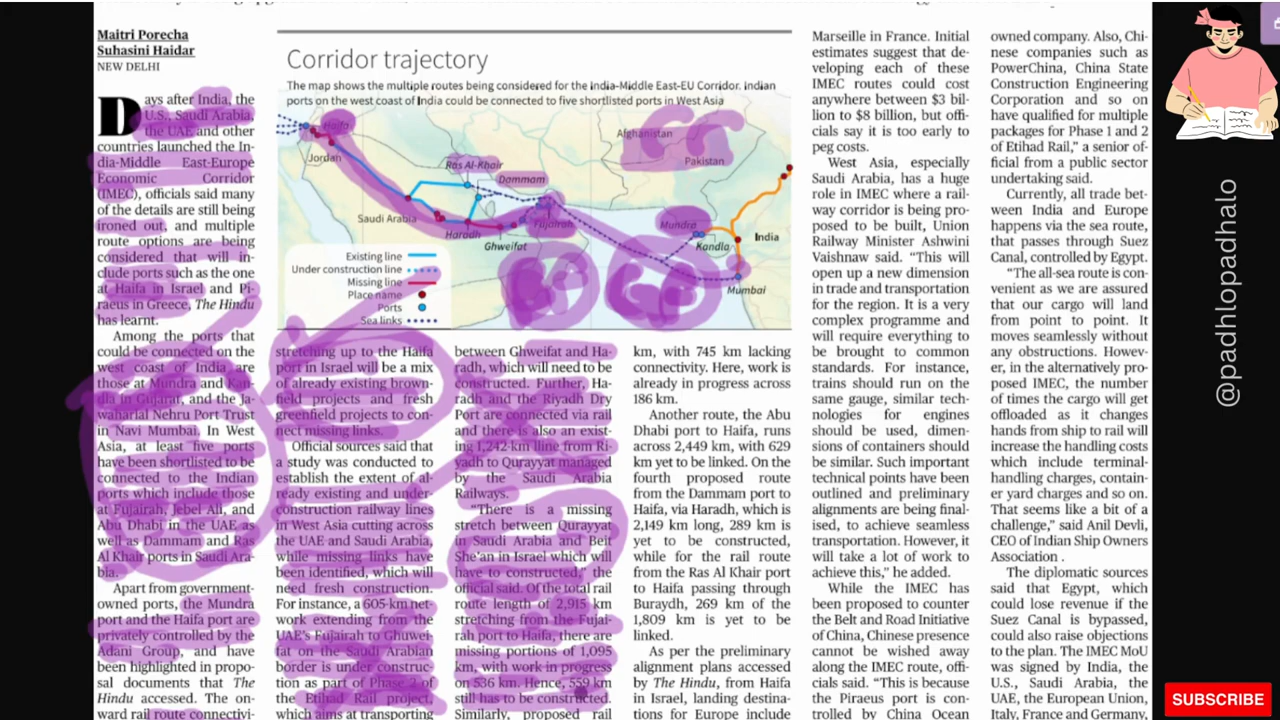 Maitri Porecha
Suhasini Haidar
NEW DELHI
Days after India, the
U.S., Saudi Arabia,
the UAE and other
countries launched the In-
dia-Middle East-Europe
Economic Corridor
(IMEC), officials said many
of the details are still being
ironed out, and multiple
route options are being
considered that will in-
clude ports such as the one
at Haifa in Israel and Pi-
raeus in Greece, The Hindu
has learnt.
Among the ports that
could be connected on the
west coast of India are
those at Mundra and Kan-
dla in Gujarat, and the Ja-
waharlal Nehru Port Trust
in Navi Mumbai. In West
Asia, at least five ports
have been shortlisted to be
connected to the Indian
ports which include those
at Fujairah, Jebel Ali, and
Abu Dhabi in the UAE as
well as Dammam and Ras
Al Khair ports in Saudi Ara-
bia.
Apart from government-
owned ports, the Mundra
port and the Haifa port are
privately controlled by the
Adani Group, and have
been highlighted in propo-
sal documents that The
Hindu accessed. The on-
ward rail route connectivi-
Corridor trajectory
The map shows the multiple routes being considered for the India-Middle East-EU Corridor. Indian
ports on the west coast of India could be connected to five shortlisted ports in West Asia
Haifa
Jordan
Afghanistan
Pakistan
Ras Al-Khair
Dammam
Saudi Arabia
Haradh
Fujairah
Ghweifat
Mundra
Kandla
India
Mumbai
Existing line
Under construction line
Missing line
Place name
Ports
Sea links
stretching up to the Haifa
port in Israel will be a mix
of already existing brown-
field projects and fresh
greenfield projects to con-
nect missing links.
Official sources said that
a study was conducted to
establish the extent of al-
ready existing and under-
construction railway lines
in West Asia cutting across
the UAE and Saudi Arabia,
while missing links have
been identified, which will
need fresh construction.
For instance, a 605-km net-
work extending from the
UAE's Fujairah to Ghuwei-
fat on the Saudi Arabian
border is under construc-
tion as part of Phase 2 of
the Etihad Rail project,
which aims at transporting
between Ghweifat and Ha-
radh, which will need to be
constructed. Further, Ha-
radh and the Riyadh Dry
Port are connected via rail
and there is also an exist-
ing 1,242-km line from Ri-
yadh to Qurayyat managed
by the Saudi Arabia
Railways.
"There is a missing
stretch between Qurayyat
in Saudi Arabia and Beit
She'an in Israel which will
have to constructed," the
official said. Of the total rail
route length of 2,915 km
stretching from the Fujai-
rah port to Haifa, there are
missing portions of 1,095
km, with work in progress
on 536 km. Hence, 559 km
still has to be constructed.
Similarly, proposed rail
km, with 745 km lacking
connectivity. Here, work is
already in progress across
186 km.
Another route, the Abu
Dhabi port to Haifa, runs
across 2,449 km, with 629
km yet to be linked. On the
fourth proposed route
from the Dammam port to
Haifa, via Haradh, which is
2,149 km long, 289 km is
yet to be constructed,
while for the rail route
from the Ras Al Khair port
to Haifa passing through
Buraydh, 269 km of the
1,809 km is yet to be
linked.
As per the preliminary
alignment plans accessed
by The Hindu, from Haifa
in Israel, landing destina-
tions for Europe include
Marseille in France. Initial
estimates suggest that de-
veloping each of these
IMEC routes could cost
anywhere between $3 bil-
lion to $8 billion, but offi-
cials say it is too early to
peg costs.
West Asia, especially
Saudi Arabia, has a huge
role in IMEC where a rail-
way corridor is being pro-
posed to be built, Union
Railway Minister Ashwini
Vaishnaw said. "This will
open up a new dimension
in trade and transportation
for the region. It is a very
complex programme and
will require everything to
be brought to common
standards. For instance,
trains should run on the
same gauge, similar tech-
nologies for engines
should be used, dimen-
sions of containers should
be similar. Such important
technical points have been
outlined and preliminary
alignments are being final-
ised, to achieve seamless
transportation. However, it
will take a lot of work to
achieve this," he added.
While the IMEC has
been proposed to counter
the Belt and Road Initiative
of China, Chinese presence
cannot be wished away
along the IMEC route, offi-
cials said. "This is because
the Piraeus port is con-
trolled by China Ocean
owned company. Also, Chi-
nese companies such as
PowerChina, China State
Construction Engineering
Corporation and so on
have qualified for multiple
packages for Phase 1 and 2
of Etihad Rail," a senior of-
ficial from a public sector
undertaking said.
Currently, all trade bet-
ween India and Europe
happens via the sea route,
that passes through Suez
Canal, controlled by Egypt.
"The all-sea route is con-
venient as we are assured
that our cargo will land
from point to point. It
moves seamlessly without
any obstructions. Howev-
er, in the alternatively pro-
posed IMEC, the number
of times the cargo will get
offloaded as it changes
hands from ship to rail will
increase the handling costs
which include terminal-
handling charges, contain-
er yard charges and so on.
That seems like a bit of a
challenge," said Anil Devli,
CEO of Indian Ship Owners
Association .
The diplomatic sources
said that Egypt, which
could lose revenue if the
Suez Canal is bypassed,
could also raise objections
to the plan. The IMEC MoU
was signed by India, the
U.S., Saudi Arabia, the
UAE, the European Union,
Italy, France and Germany,
@padhlopadhalo
SUBSCRIBE